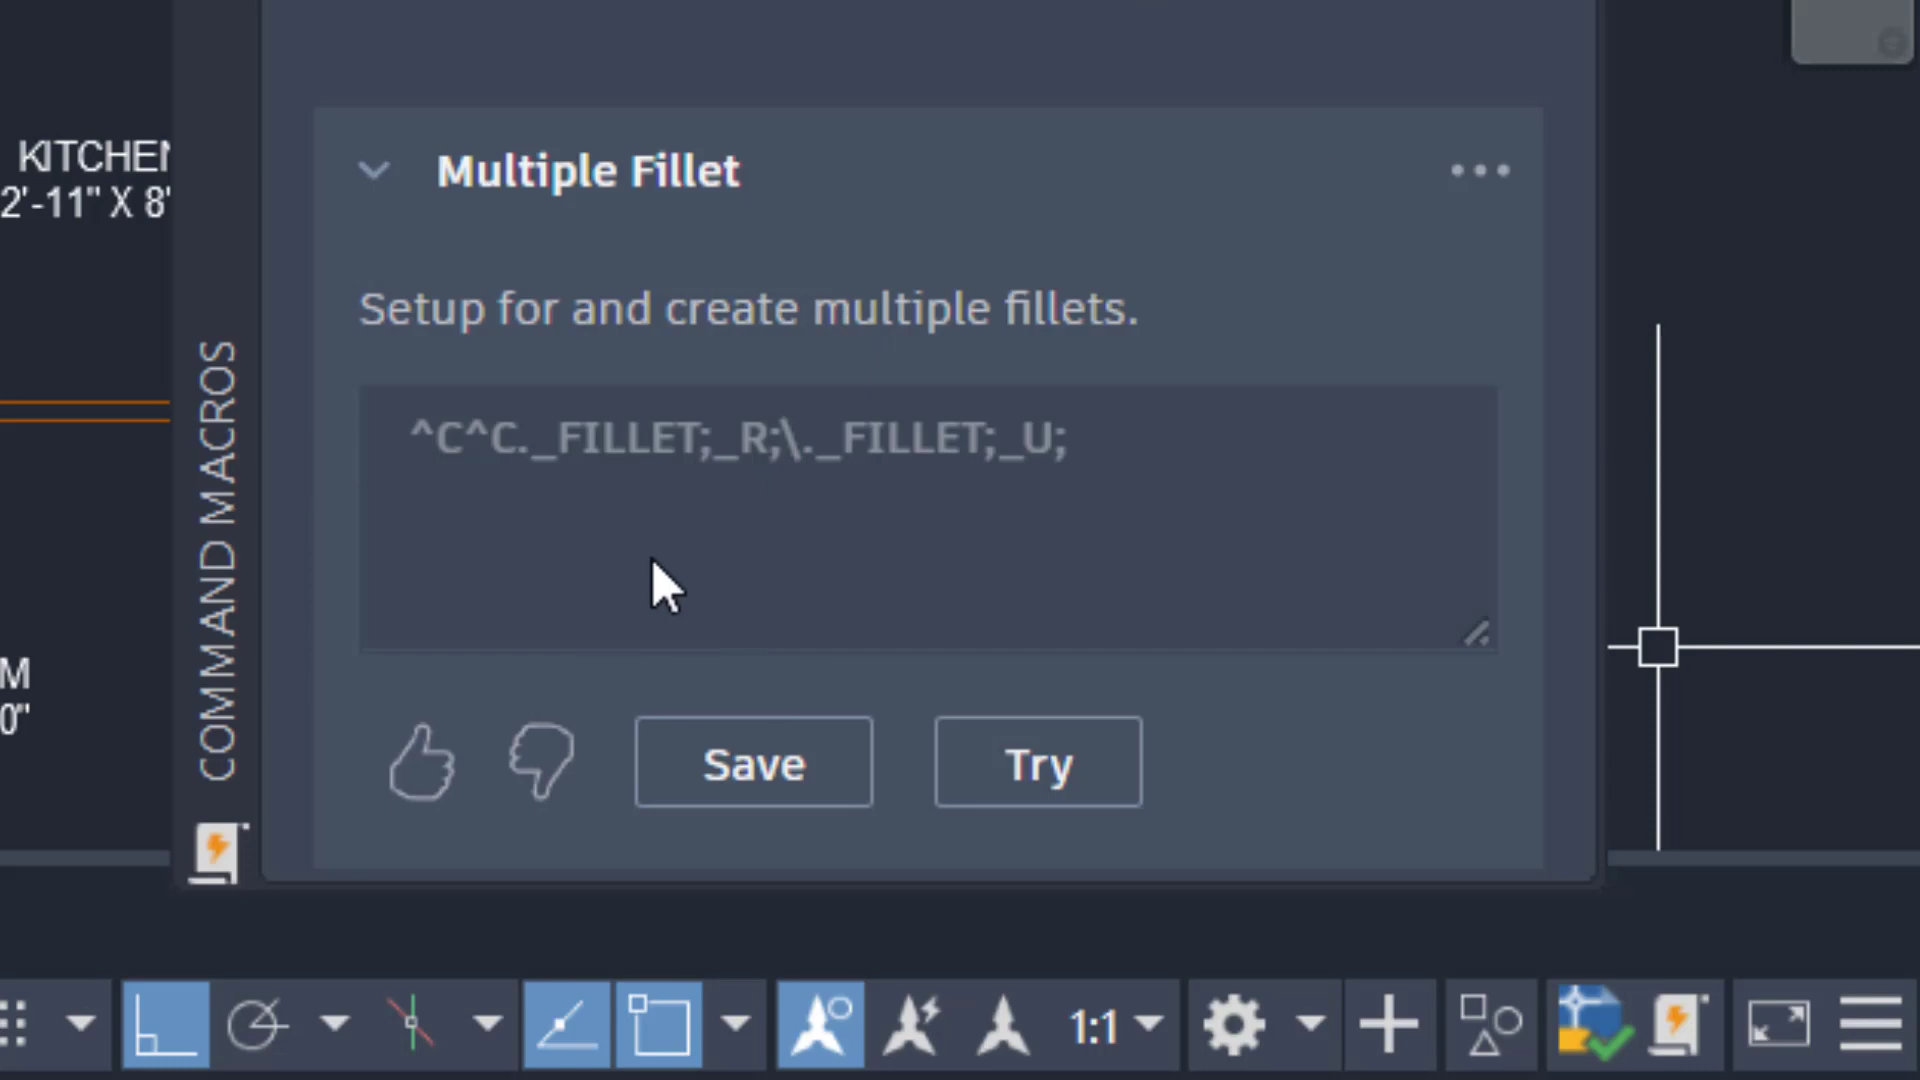 KITCHEN
2'-11" X 8'
M
0"
COMMAND MACROS
Multiple Fillet
Setup for and create multiple fillets.
^C^C._FILLET;_R;\._FILLET;_U;
Save
Try
1:1